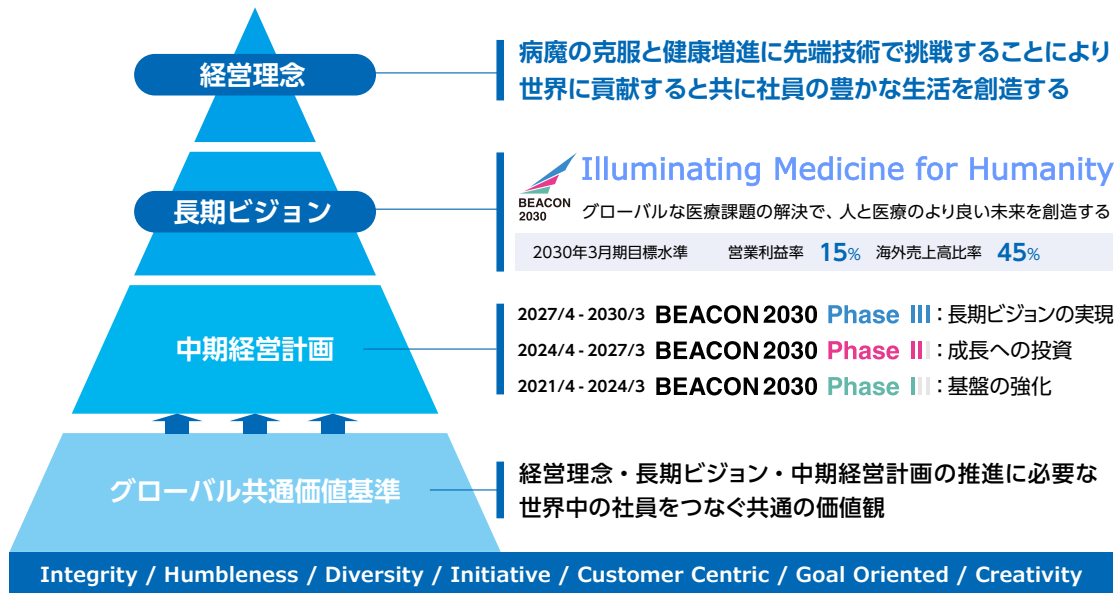 経営理念
病魔の克服と健康増進に先端技術で挑戦することにより
世界に貢献すると共に社員の豊かな生活を創造する
長期ビジョン
BEACON
2030
Illuminating Medicine for Humanity
グローバルな医療課題の解決で、人と医療のより良い未来を創造する
2030年3月期目標水準 営業利益率 15% 海外売上高比率 45%
中期経営計画
2027/4 - 2030/3 BEACON 2030 Phase III : 長期ビジョンの実現
2024/4 - 2027/3 BEACON 2030 Phase II : 成長への投資
2021/4 - 2024/3 BEACON 2030 Phase I : 基盤の強化
グローバル共通価値基準
経営理念・長期ビジョン・中期経営計画の推進に必要な
世界中の社員をつなぐ共通の価値観
Integrity / Humbleness / Diversity / Initiative / Customer Centric / Goal Oriented / Creativity